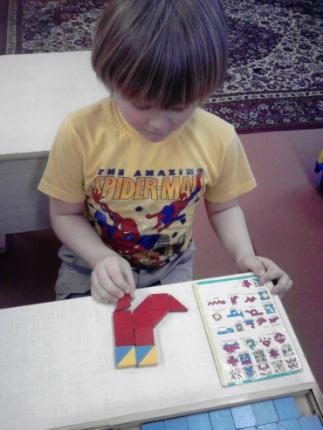 THE AMAZING
SPIDER-MAN